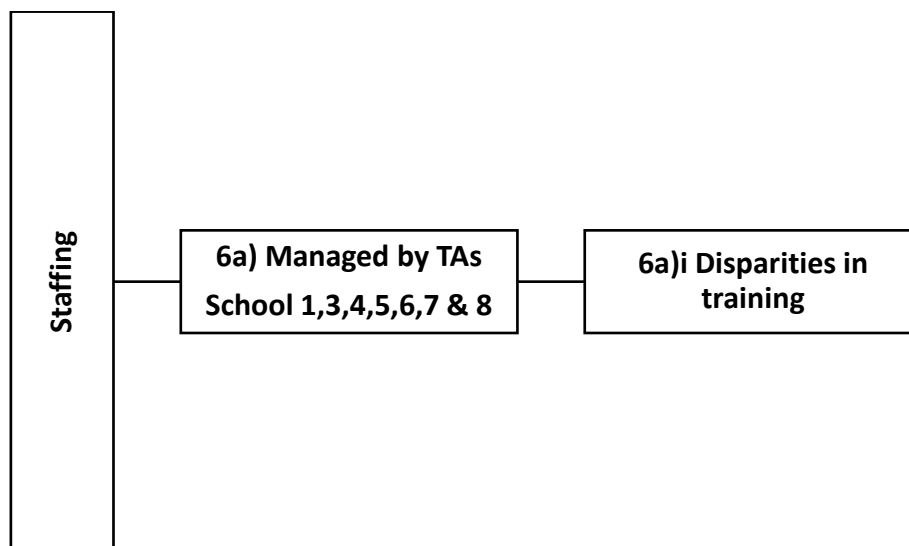 Staffing
6a) Managed by TAs
School 1,3,4,5,6,7 & 8
6a)i Disparities in
training